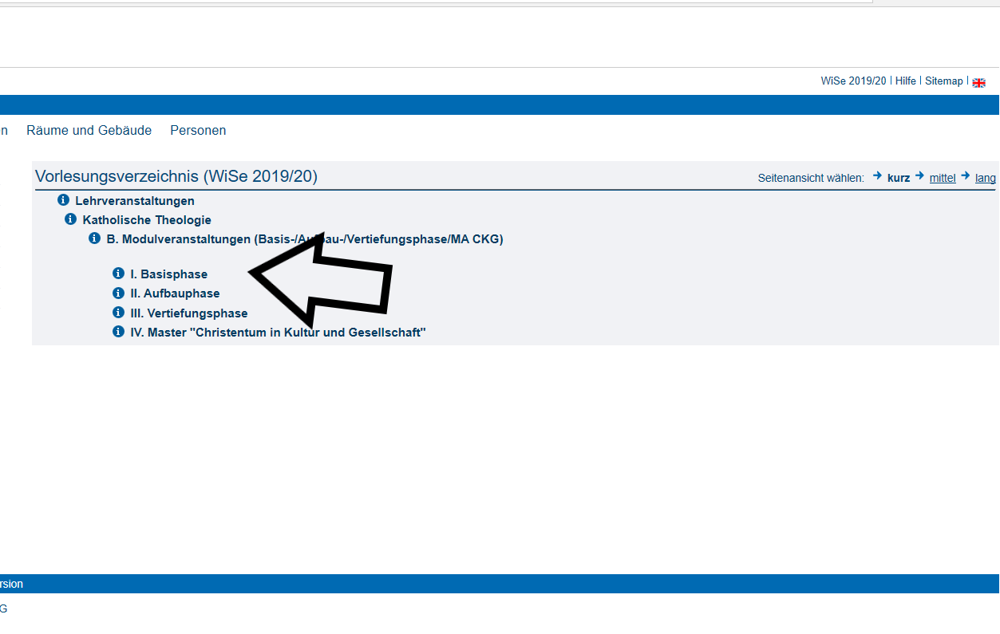 WiSe 2019/20 | Hilfe | Sitemap |
n Räume und Gebäude Personen
Vorlesungsverzeichnis (WiSe 2019/20) Seitenansicht wählen: kurz mittel lang
Lehrveranstaltungen
Katholische Theologie
B. Modulveranstaltungen (Basis-/Aufbau-/Vertiefungsphase/MA CKG)
I. Basisphase
II. Aufbauphase
III. Vertiefungsphase
IV. Master "Christentum in Kultur und Gesellschaft"
rsion
G